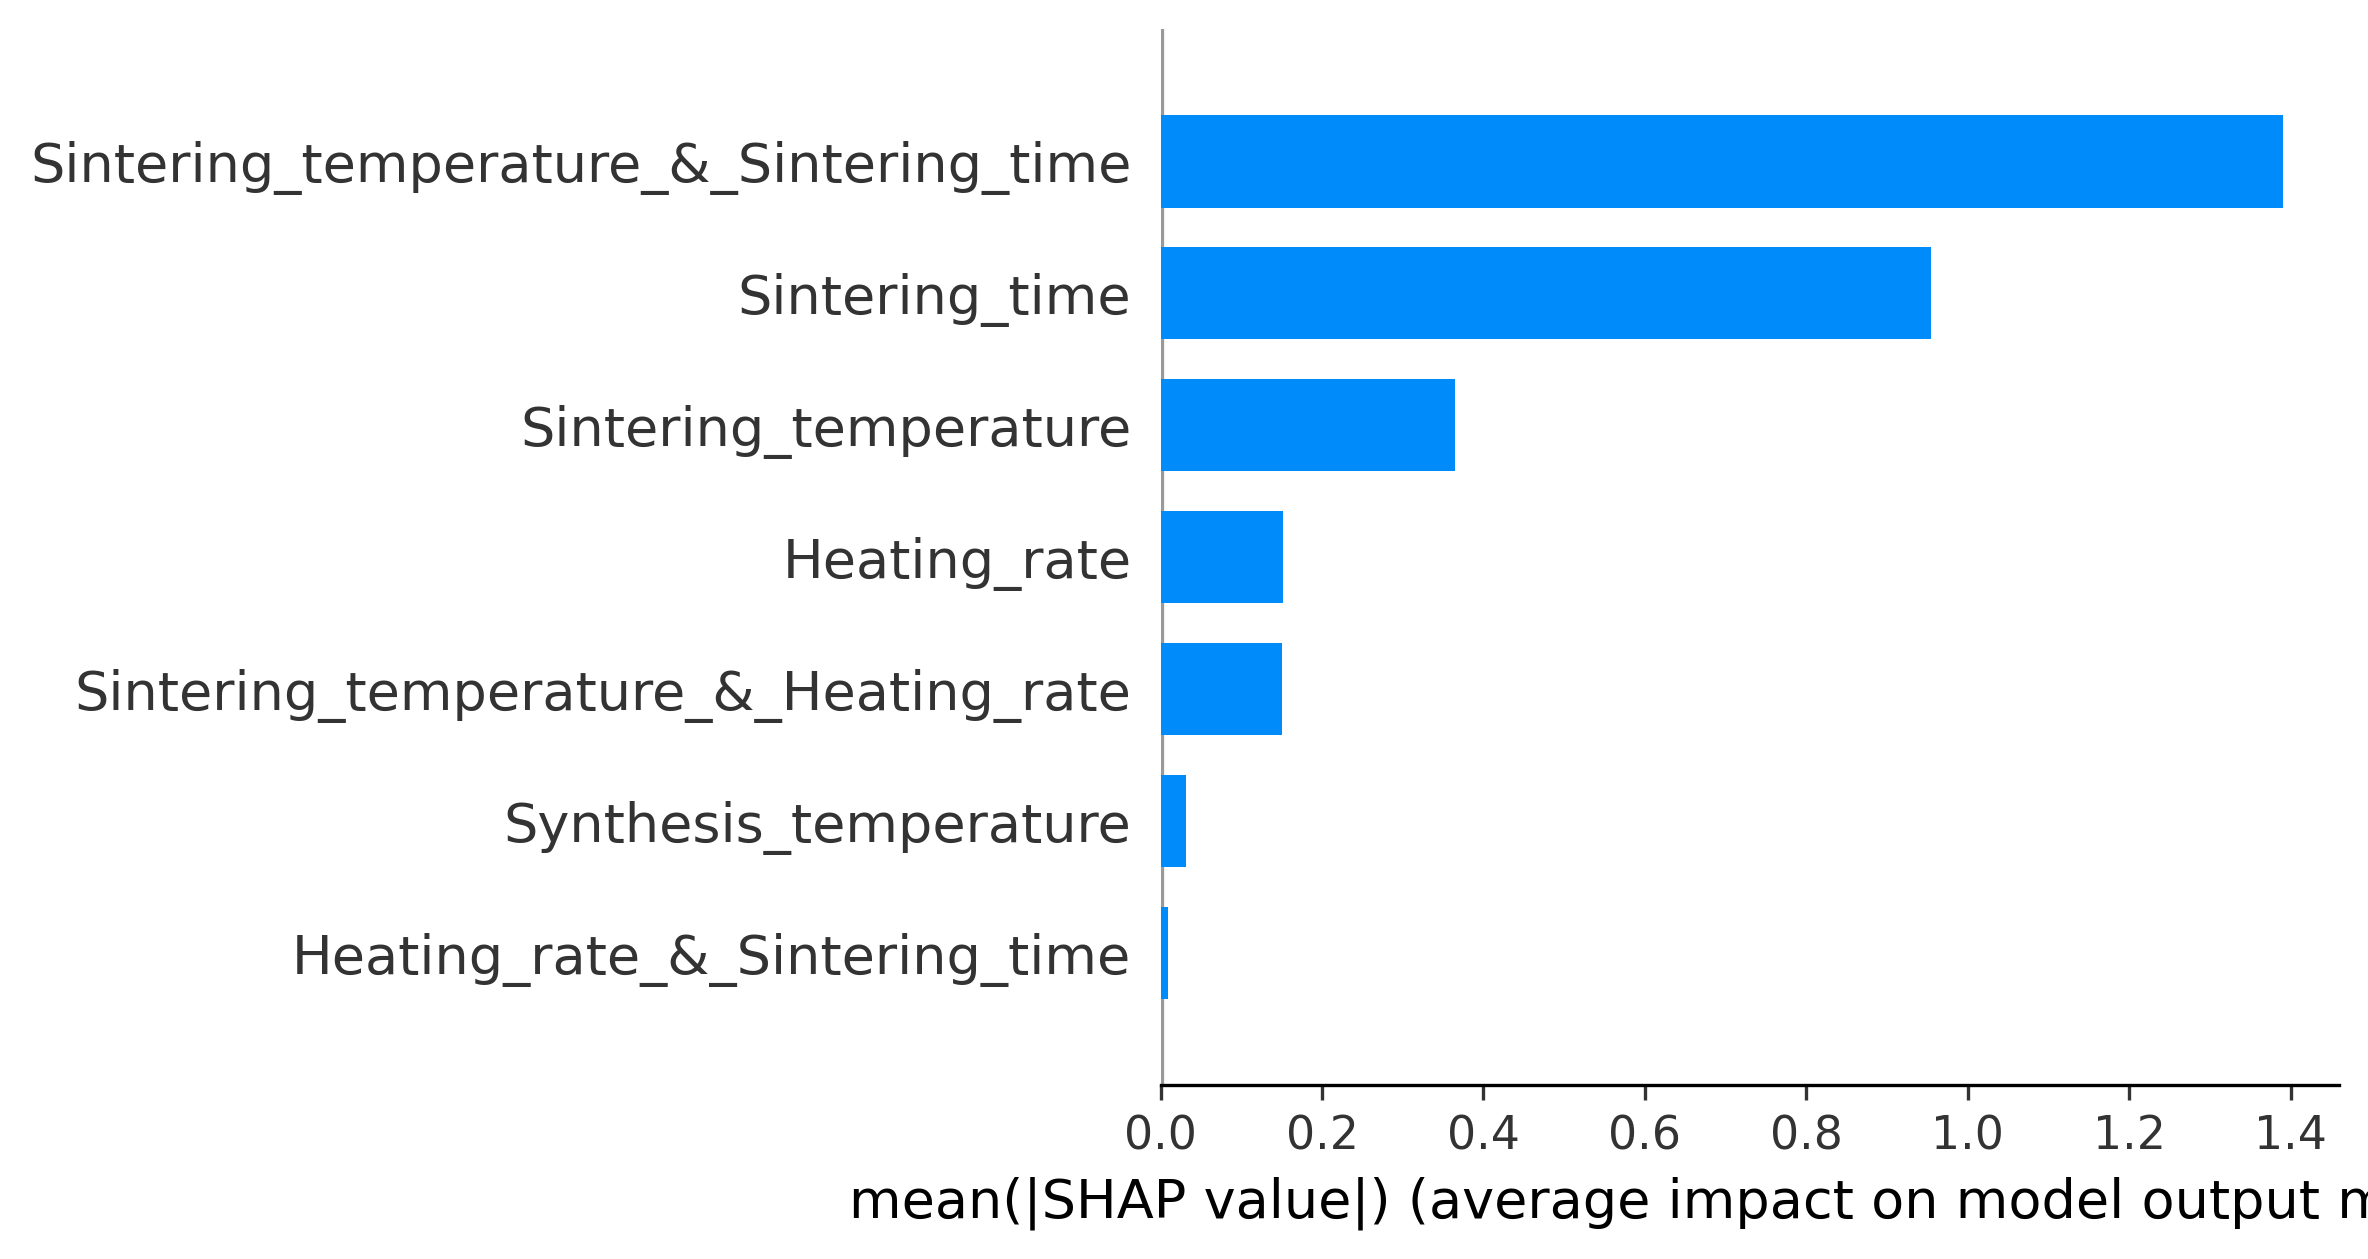 Sintering_temperature_&_Sintering_time
Sintering_time
Sintering_temperature
Heating_rate
Sintering_temperature_&_Heating_rate
Synthesis_temperature
Heating_rate_&_Sintering_time
0.0 0.2 0.4 0.6 0.8 1.0 1.2 1.4
mean(|SHAP value|) (average impact on model output